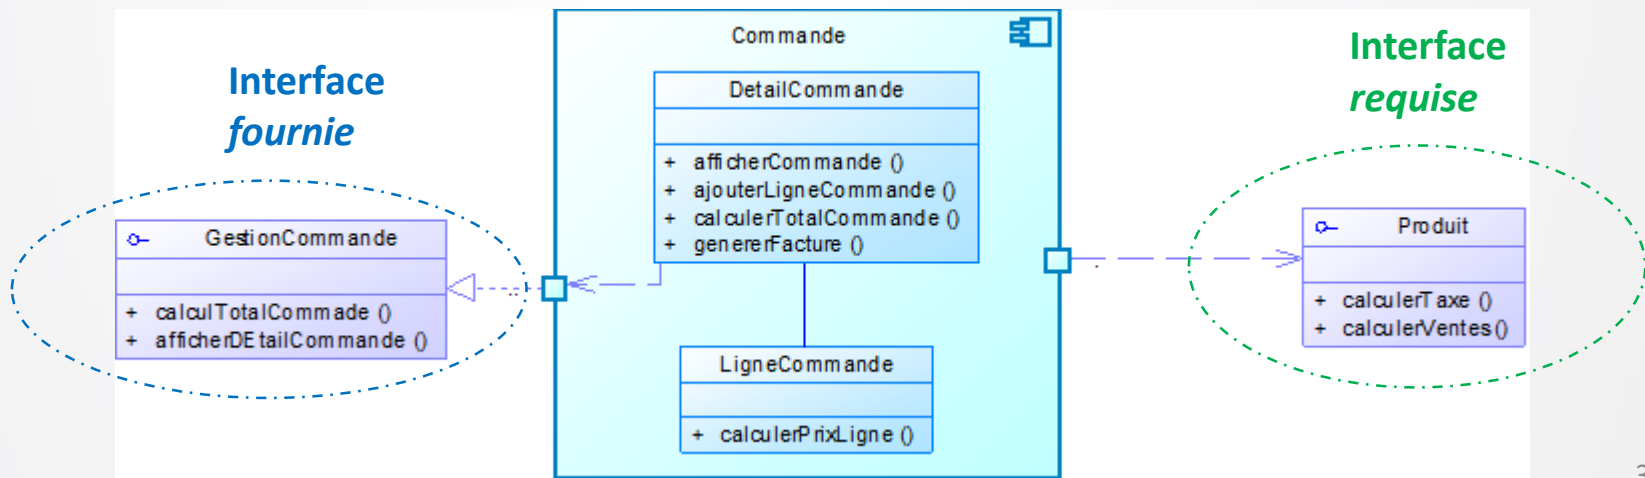 Interface
fournie
GestionCommande
+ calculTotalCommade ()
+ afficherDEtailCommande ()
Commande
DetailCommande
+ afficherCommande ()
+ ajouterLigneCommande ()
+ calculerTotalCommande ()
+ genererFacture ()
LigneCommande
+ calculerPrixLigne ()
Interface
requise
Produit
+ calculerTaxe ()
+ calculerVentes()